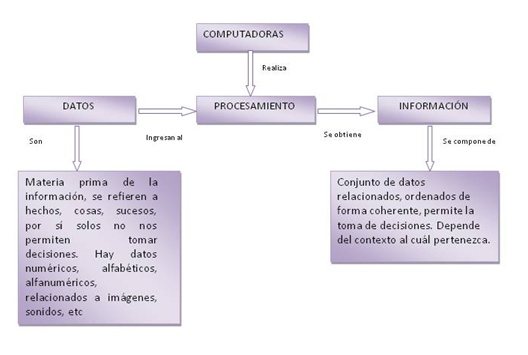 COMPUTADORAS
Realiza
DATOS
PROCESAMIENTO
INFORMACIÓN
Son
Ingresan al
Se obtiene
Se compone de
Materia prima de la
información, se refieren a
hechos, cosas, sucesos,
por si solos no nos
permiten tomar
decisiones. Hay datos
numéricos, alfabéticos,
alfanuméricos,
relacionados a imágenes,
sonidos, etc
Conjunto de datos
relacionados, ordenados de
forma coherente, permite la
toma de decisiones. Depende
del contexto al cuál pertenezca.